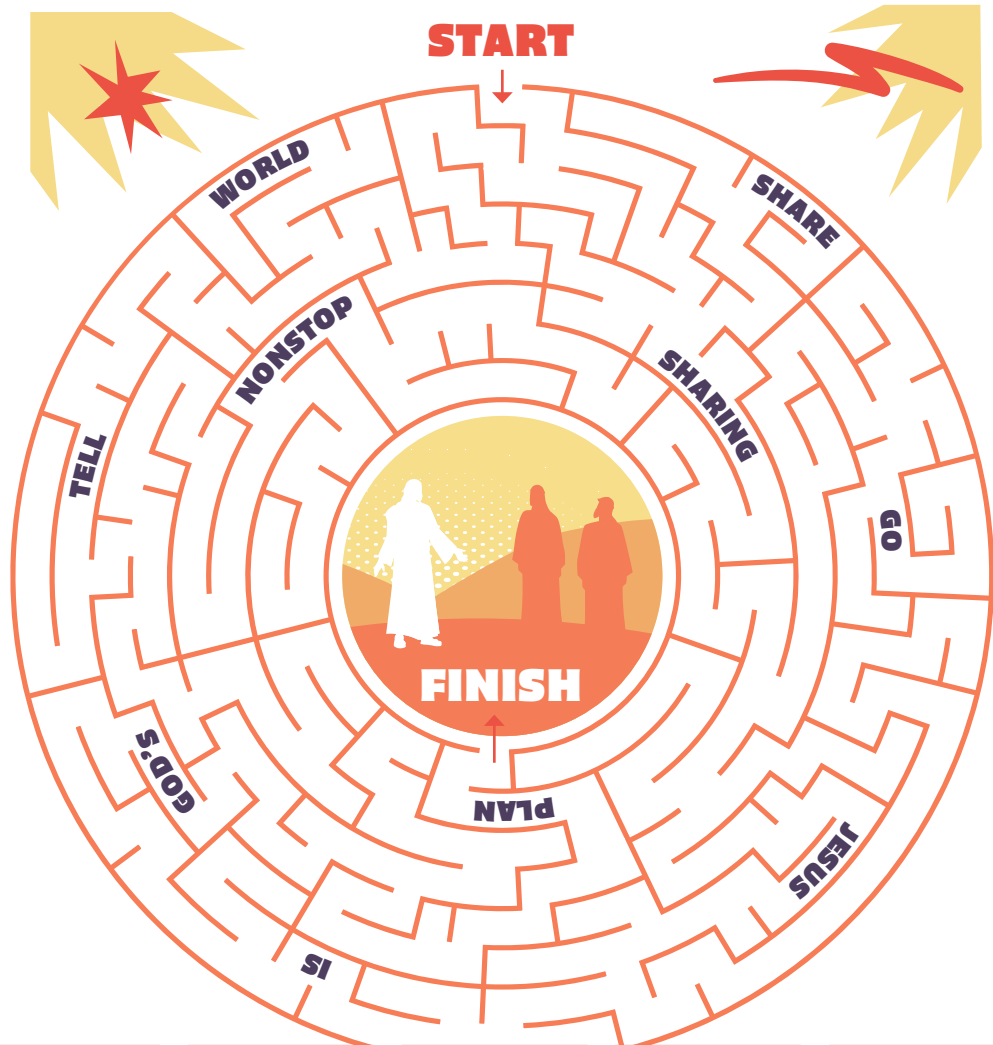 START
WORLD
SHARE
NONSTOP
SHARING
TELL
GO
FINISH
GOD'S
PLAN
JESUS
IS